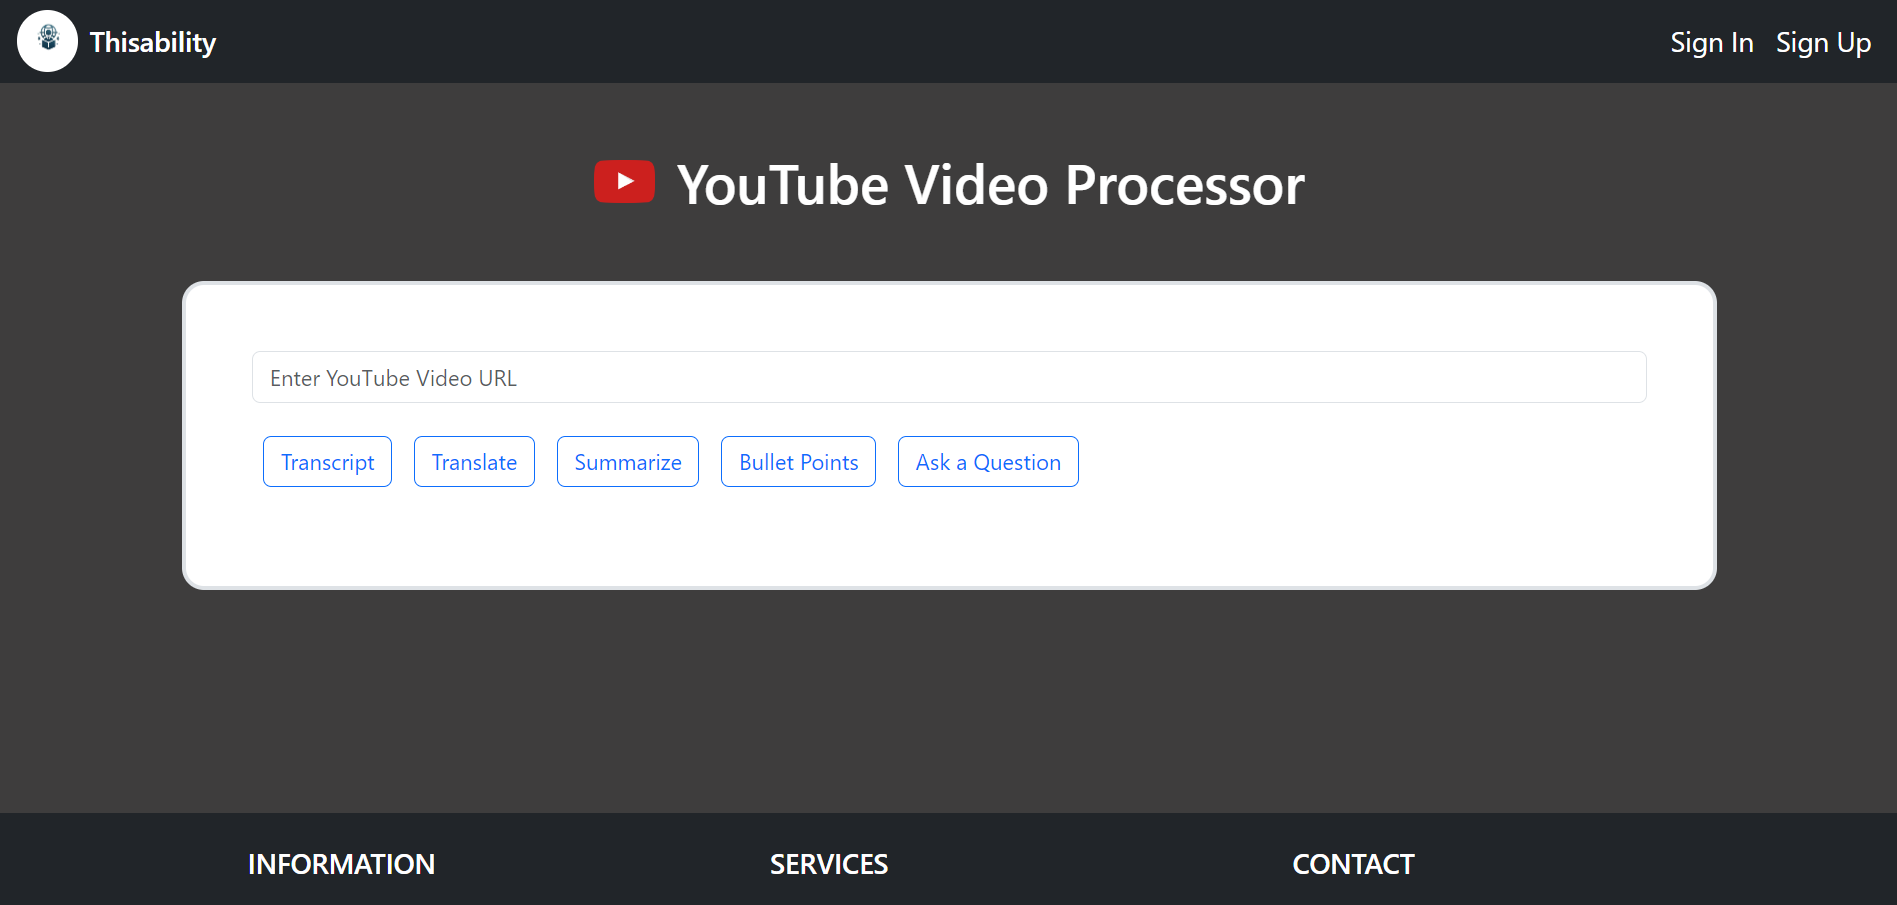 Thisability
Sign In Sign Up
YouTube Video Processor
Enter YouTube Video URL
Transcript Translate Summarize Bullet Points Ask a Question
INFORMATION SERVICES CONTACT